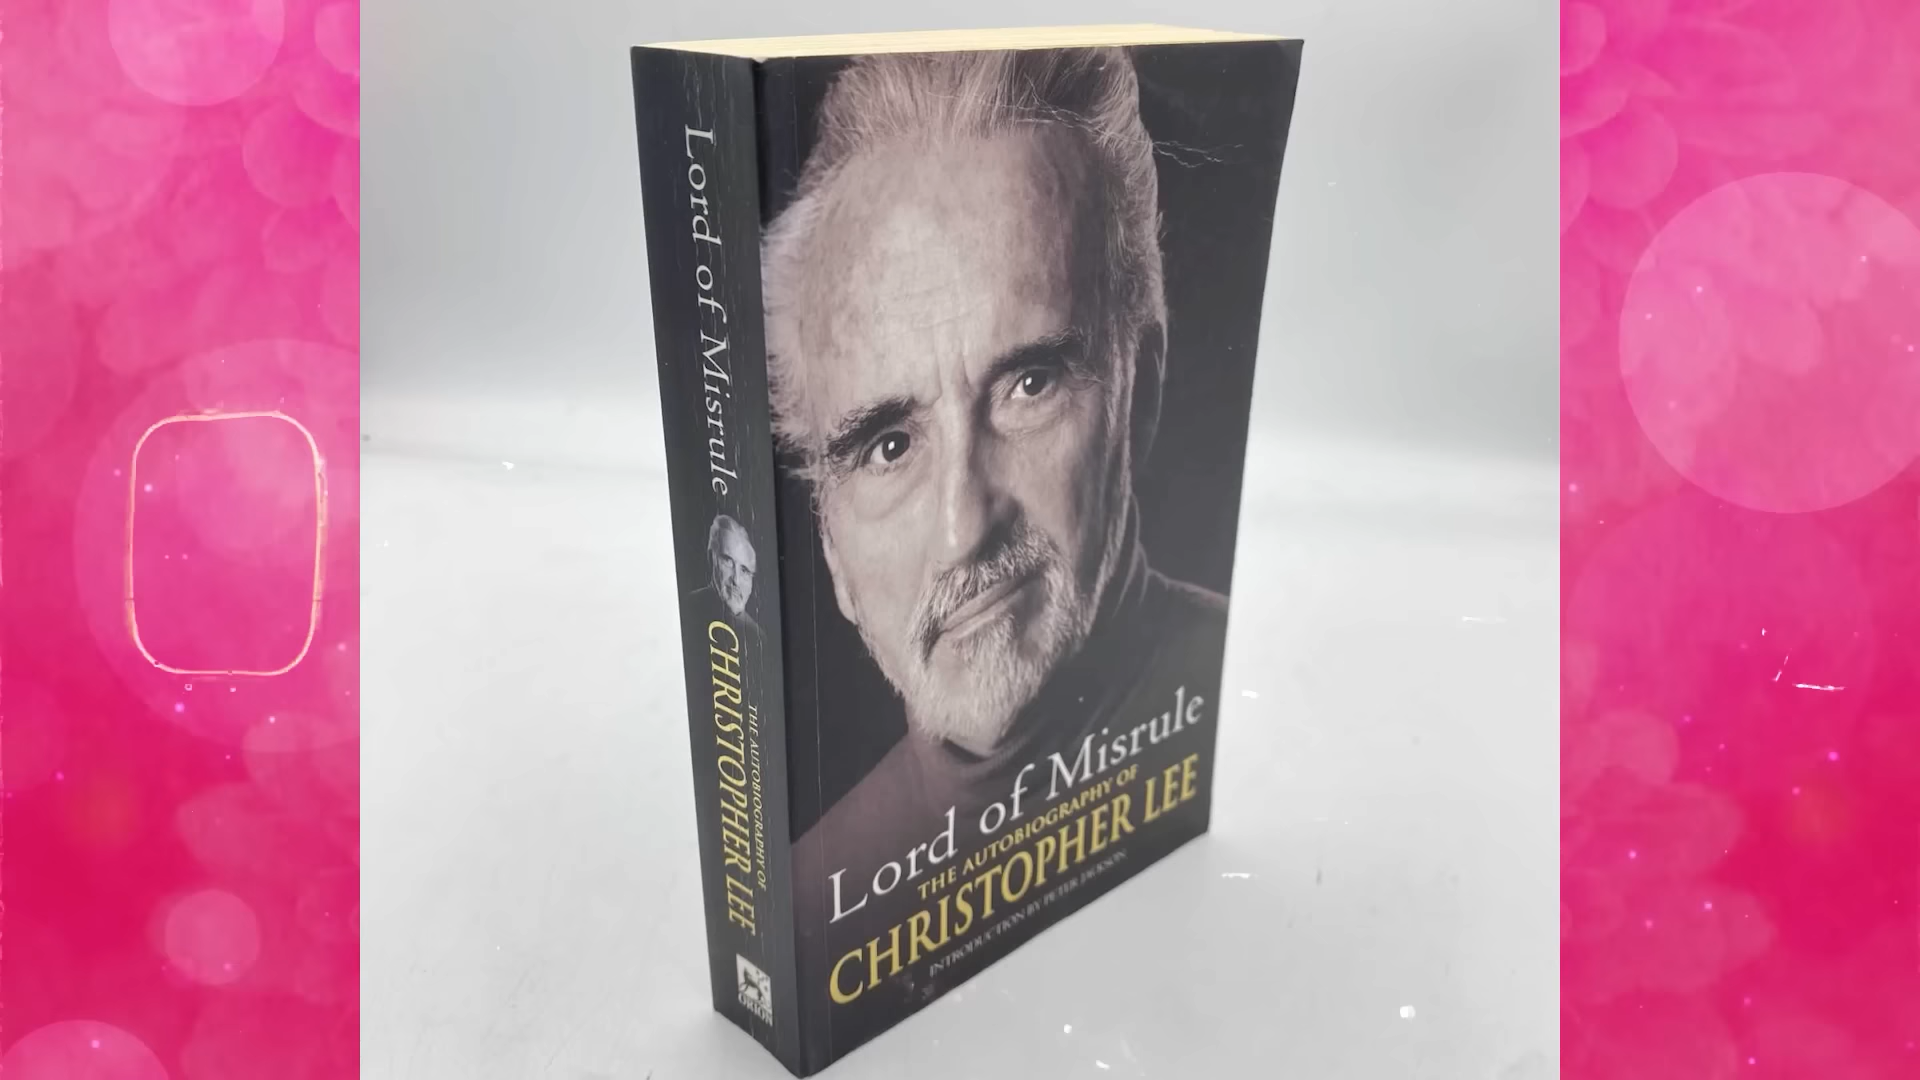 Lord of Misrule
THE AUTOBIOGRAPHY OF
CHRISTOPHER LEE
ORION
Lord of Misrule
THE AUTOBIOGRAPHY OF
CHRISTOPHER LEE
INTRODUCTION BY PETER JACKSON